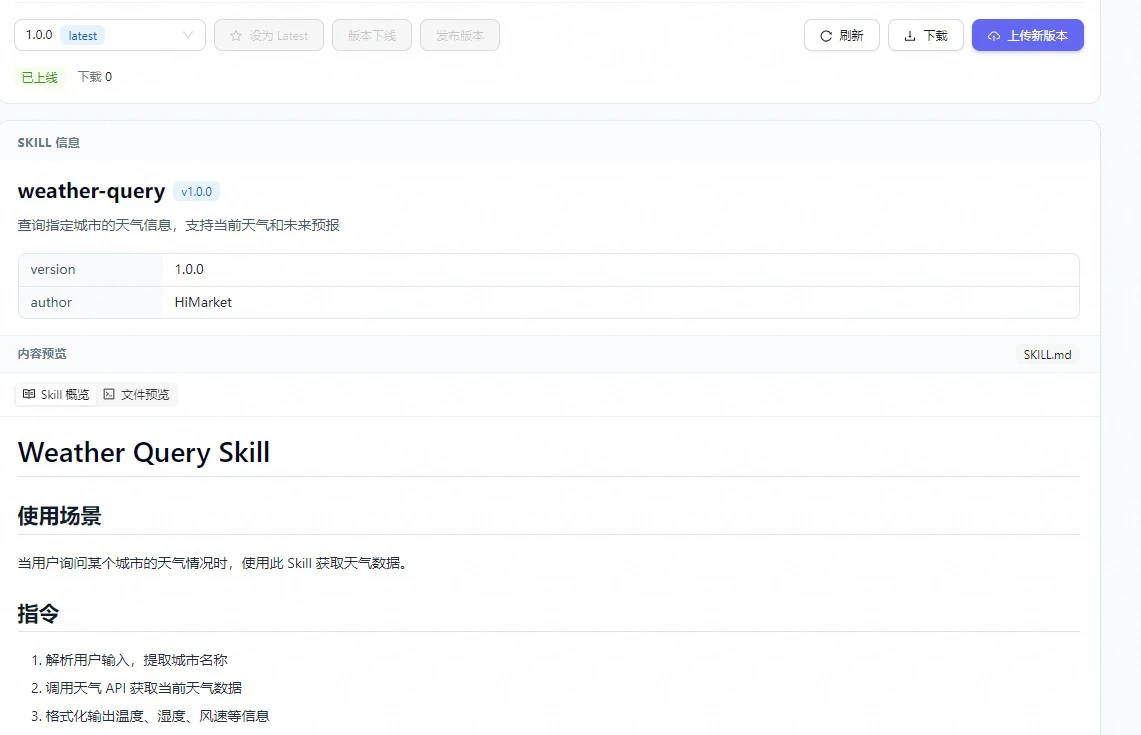 1.0.0 latest 设为 Latest 版本下线 发布版本 刷新 下载 上传新版本
已上线 下载 0
SKILL 信息
weather-query v1.0.0
查询指定城市的天气信息，支持当前天气和未来预报
version 1.0.0
author HiMarket
内容预览 SKILL.md
Skill 概览 文件预览
Weather Query Skill
使用场景
当用户询问某个城市的天气情况时，使用此 Skill 获取天气数据。
指令
1. 解析用户输入，提取城市名称
2. 调用天气 API 获取当前天气数据
3. 格式化输出温度、湿度、风速等信息